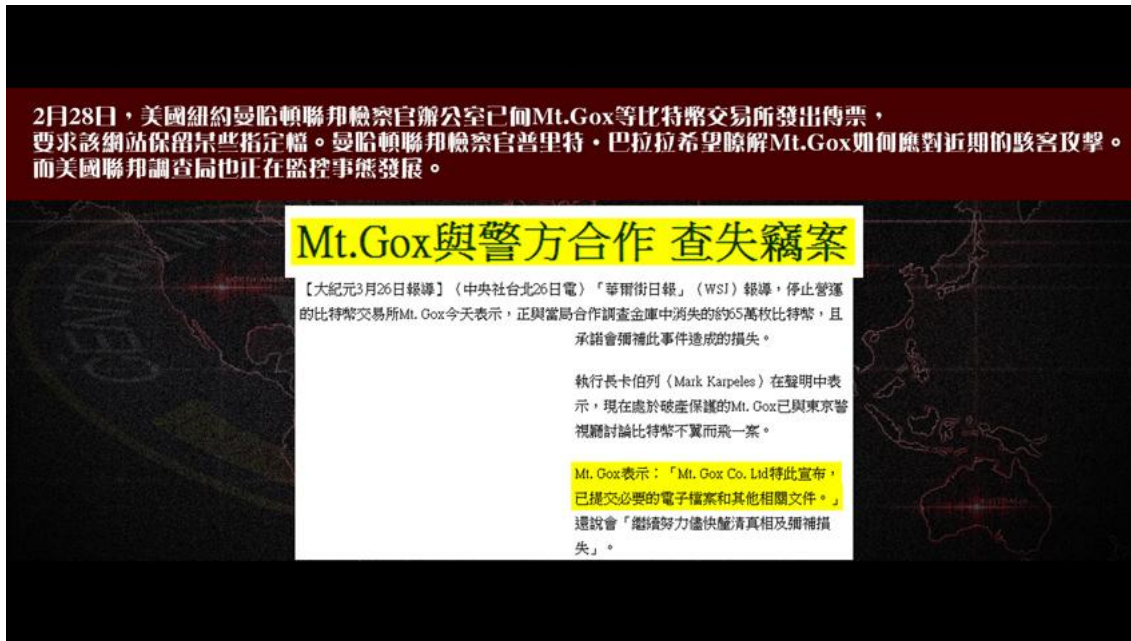 2月28日，美國紐約曼哈頓聯邦檢察官辦公室已向Mt.Gox等比特幣交易所發出傳票，
要求該網站保留某些指定檔。曼哈頓聯邦檢察官普里特・巴拉拉希望瞭解Mt.Gox如何應對近期的駭客攻擊。
而美國聯邦調查局也正在監控事態發展。
Mt.Gox與警方合作 查失竊案
【大紀元3月26日報導】（中央社台北26日電）「華爾街日報」（WSJ）報導，停止營運
的比特幣交易所Mt. Gox今天表示，正與當局合作調查金庫中消失的約65萬枚比特幣，且
承諾會彌補此事件造成的損失。
執行長卡伯列（Mark Karpeles）在聲明中表
示，現在處於破產保護的Mt. Gox已與東京警
視廳討論比特幣不翼而飛一案。
Mt. Gox表示：「Mt. Gox Co. Ltd特此宣布，
已提交必要的電子檔案和其他相關文件。」
還說會「繼續努力儘快釐清真相及彌補損
失」。
CENTRAL